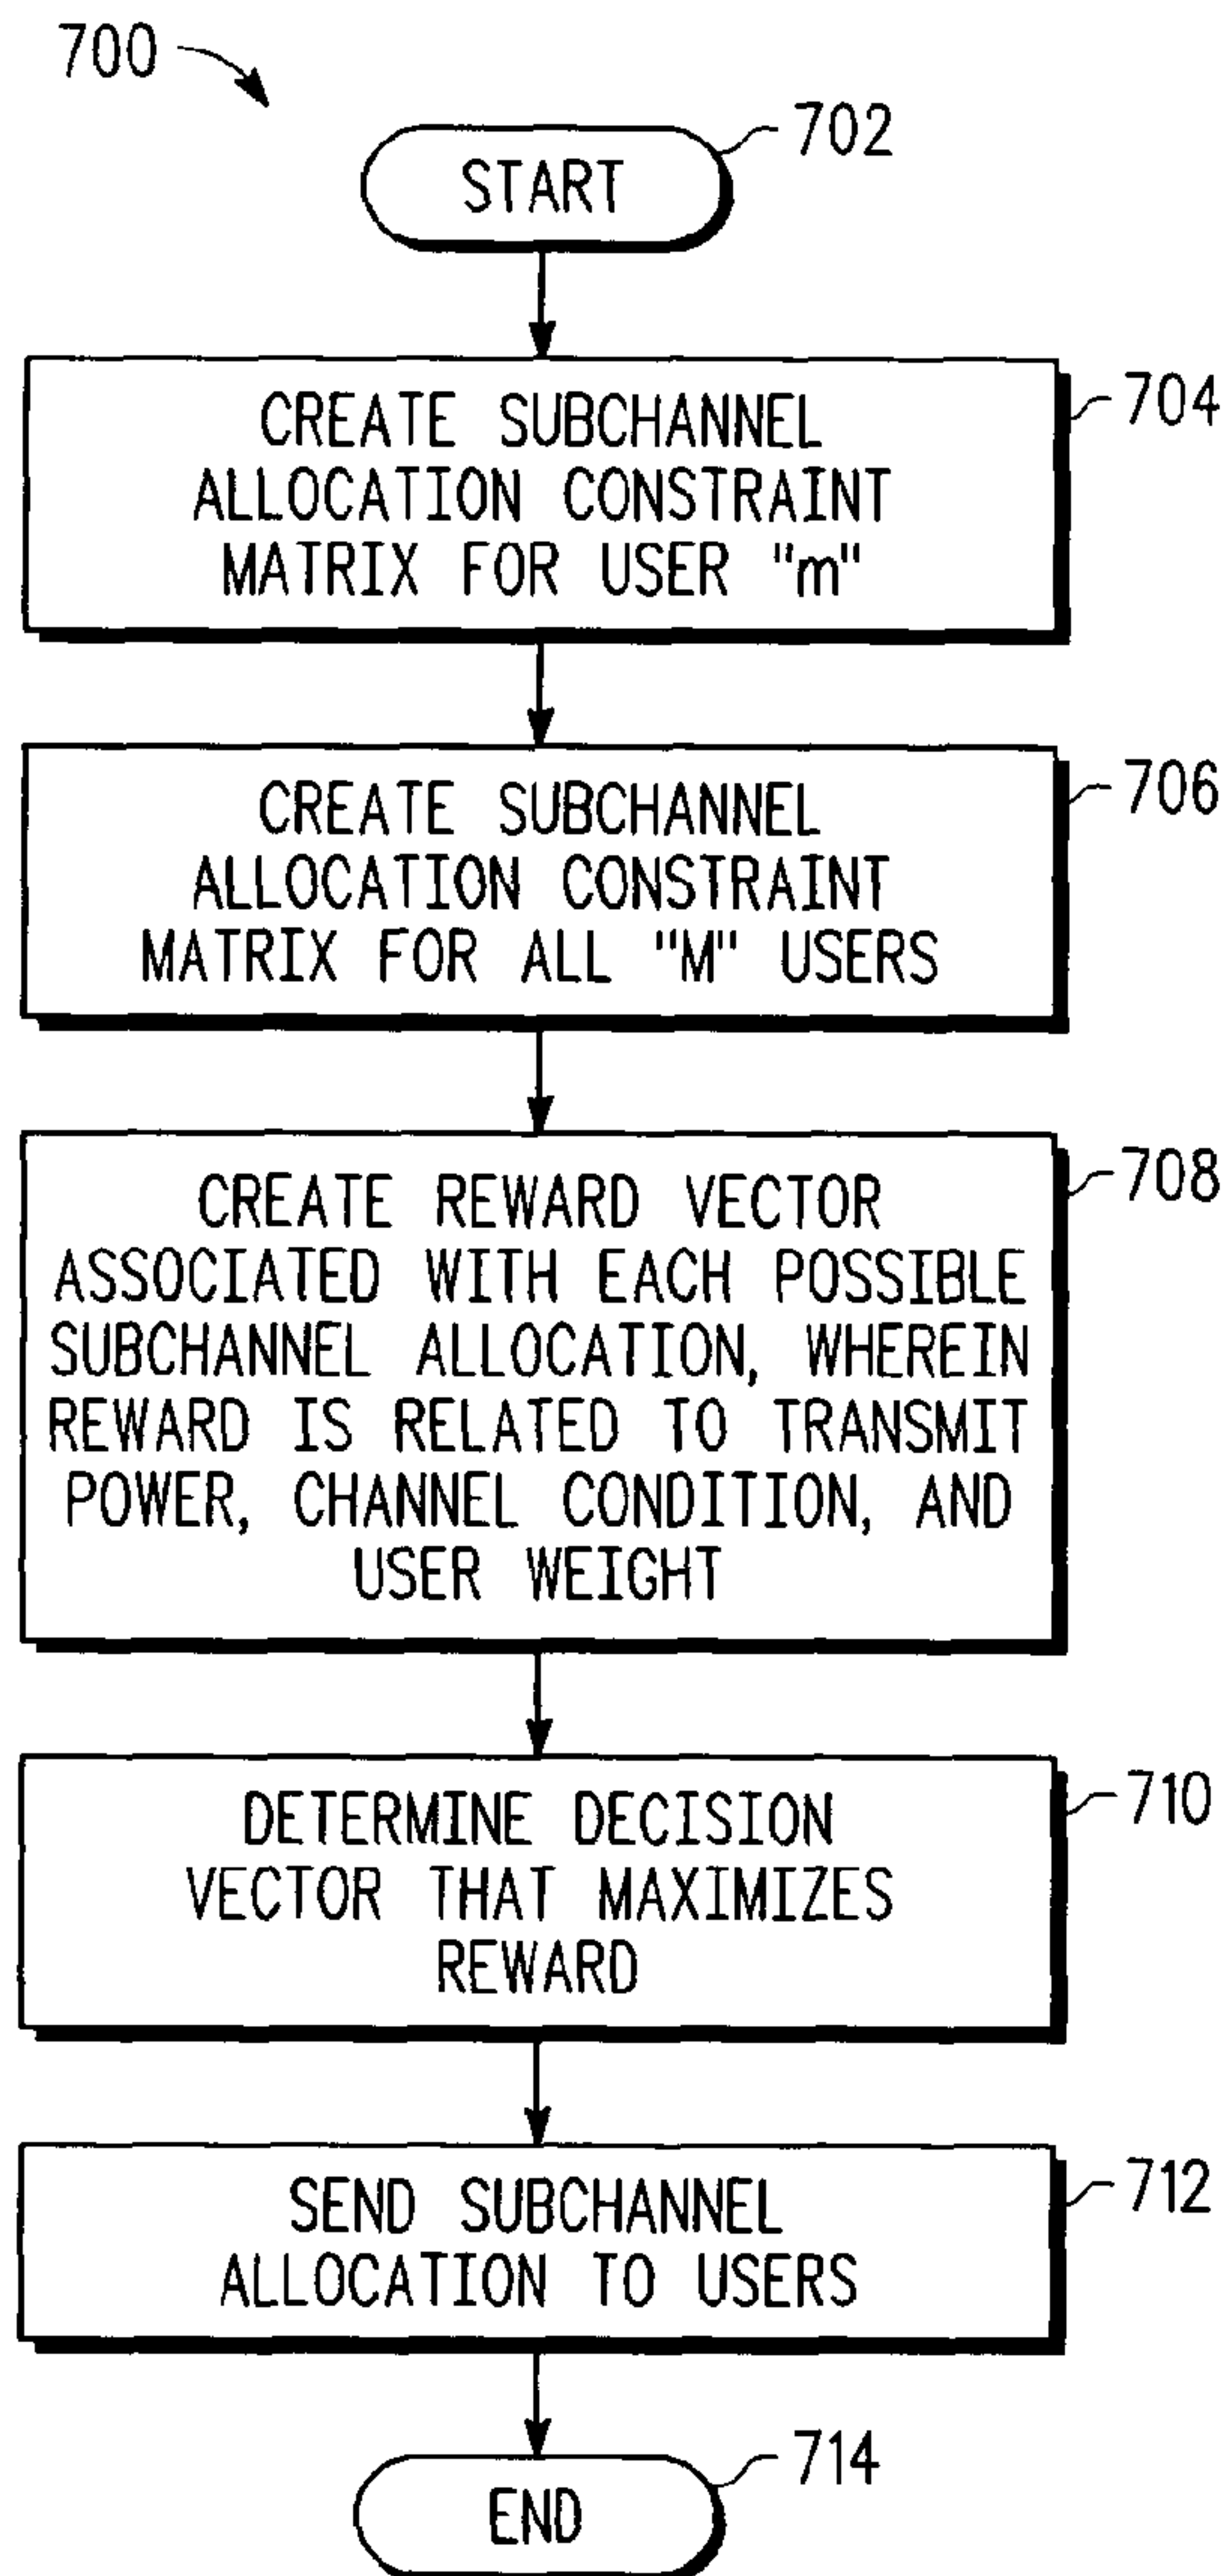 700
702
START
704
CREATE SUBCHANNEL
ALLOCATION CONSTRAINT
MATRIX FOR USER "m"
706
CREATE SUBCHANNEL
ALLOCATION CONSTRAINT
MATRIX FOR ALL "M" USERS
708
CREATE REWARD VECTOR
ASSOCIATED WITH EACH POSSIBLE
SUBCHANNEL ALLOCATION, WHEREIN
REWARD IS RELATED TO TRANSMIT
POWER, CHANNEL CONDITION, AND
USER WEIGHT
710
DETERMINE DECISION
VECTOR THAT MAXIMIZES
REWARD
712
SEND SUBCHANNEL
ALLOCATION TO USERS
714
END